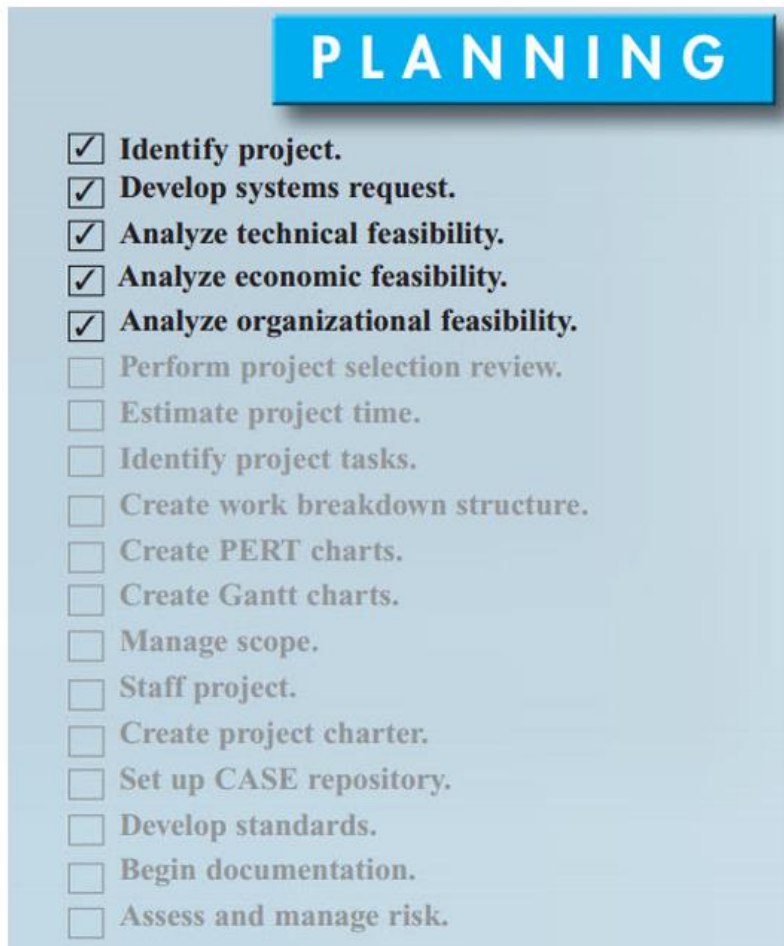 PLANNING
Identify project.
Develop systems request.
Analyze technical feasibility.
Analyze economic feasibility.
Analyze organizational feasibility.
Perform project selection review.
Estimate project time.
Identify project tasks.
Create work breakdown structure.
Create PERT charts.
Create Gantt charts.
Manage scope.
Staff project.
Create project charter.
Set up CASE repository.
Develop standards.
Begin documentation.
Assess and manage risk.